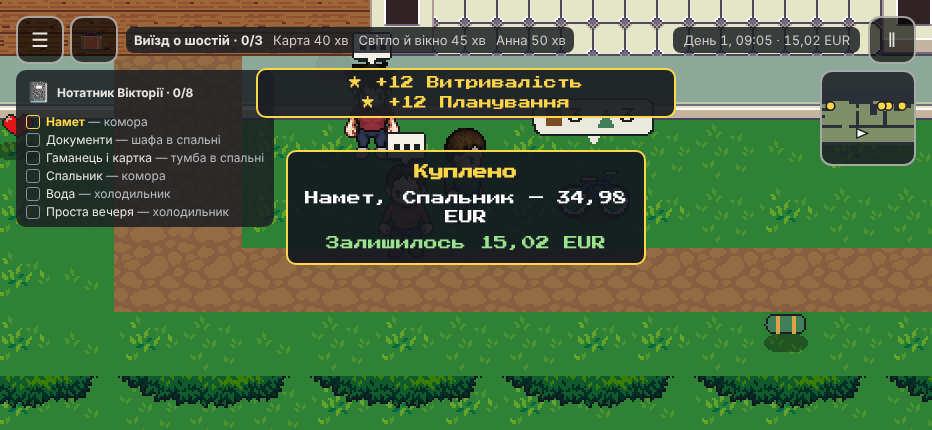 Виїзд о шостій · 0/3 Карта 40 хв Світло й вікно 45 хв Анна 50 хв
День 1, 09:05 · 15,02 EUR
Нотатник Вікторії · 0/8
Намет — комора
Документи — шафа в спальні
Гаманець і картка — тумба в спальні
Спальник — комора
Вода — холодильник
Проста вечеря — холодильник
★ +12 Витривалість
★ +12 Планування
Куплено
Намет, Спальник — 34,98
EUR
Залишилось 15,02 EUR